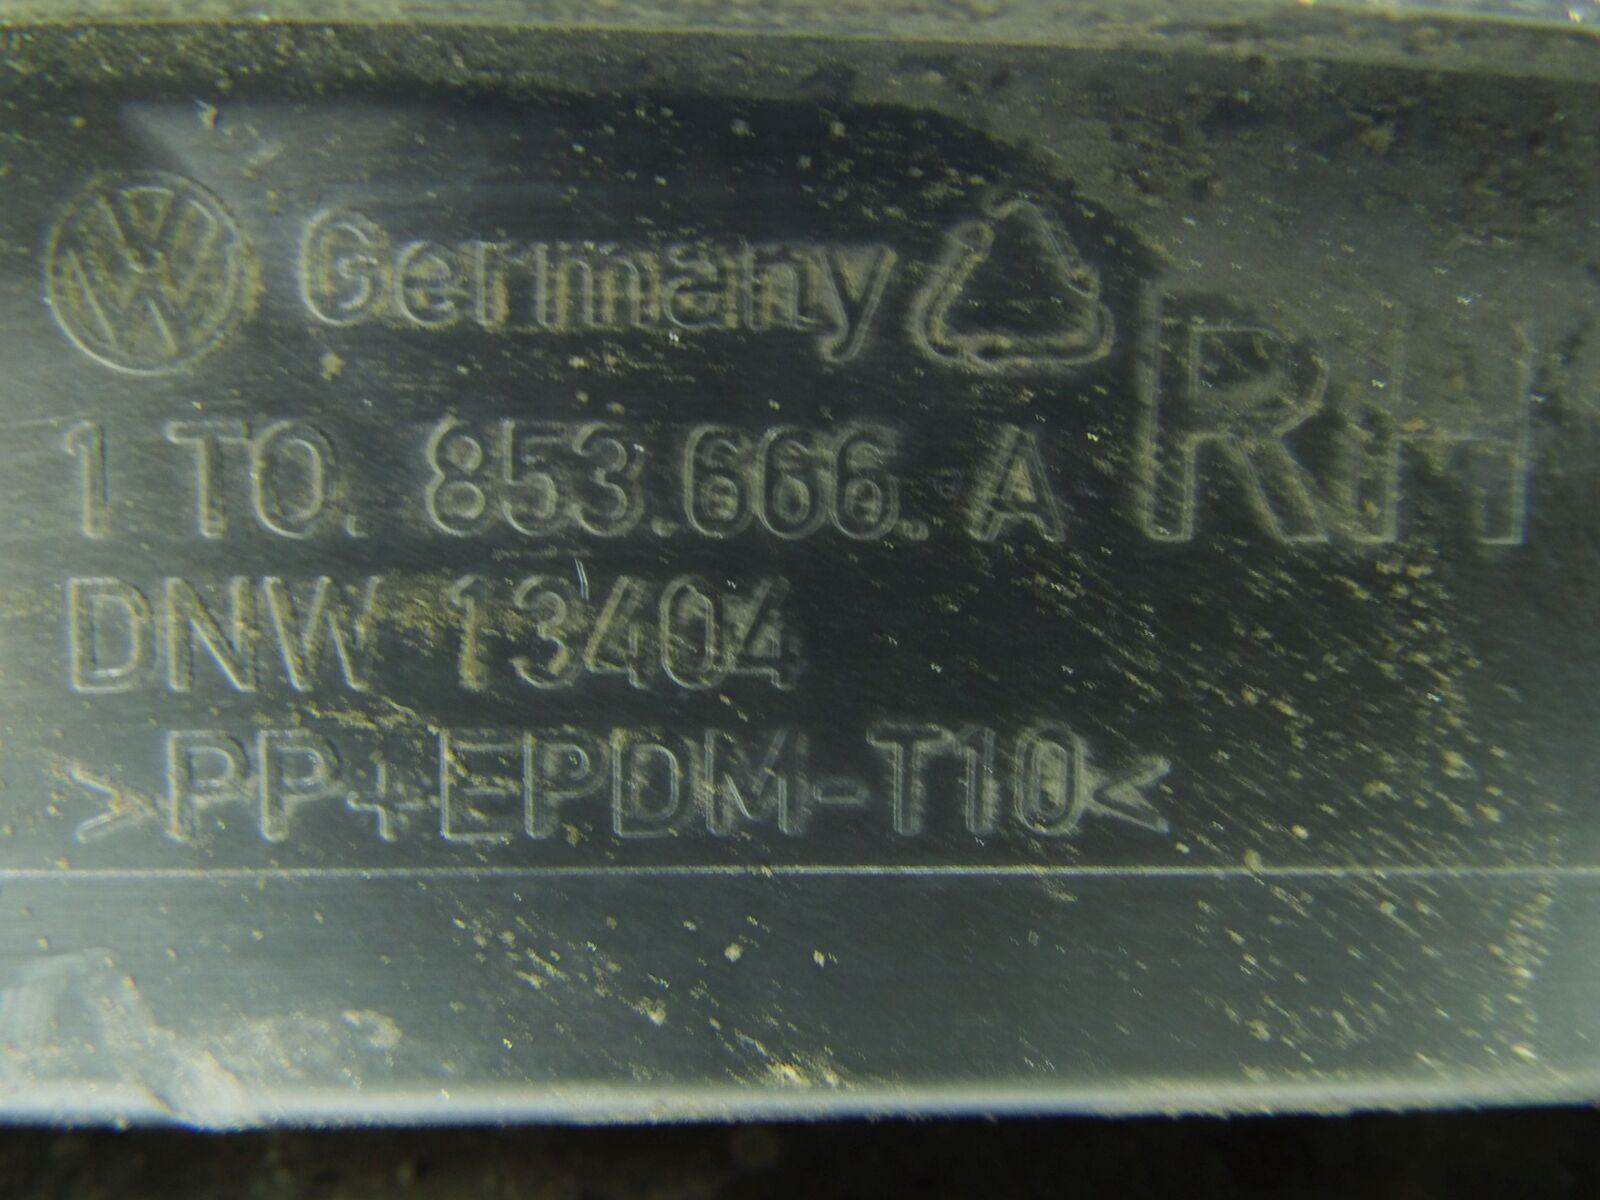 Germany
1 T0. 853.666. A RH
DNW 13404
>PP+EPDM-T10<